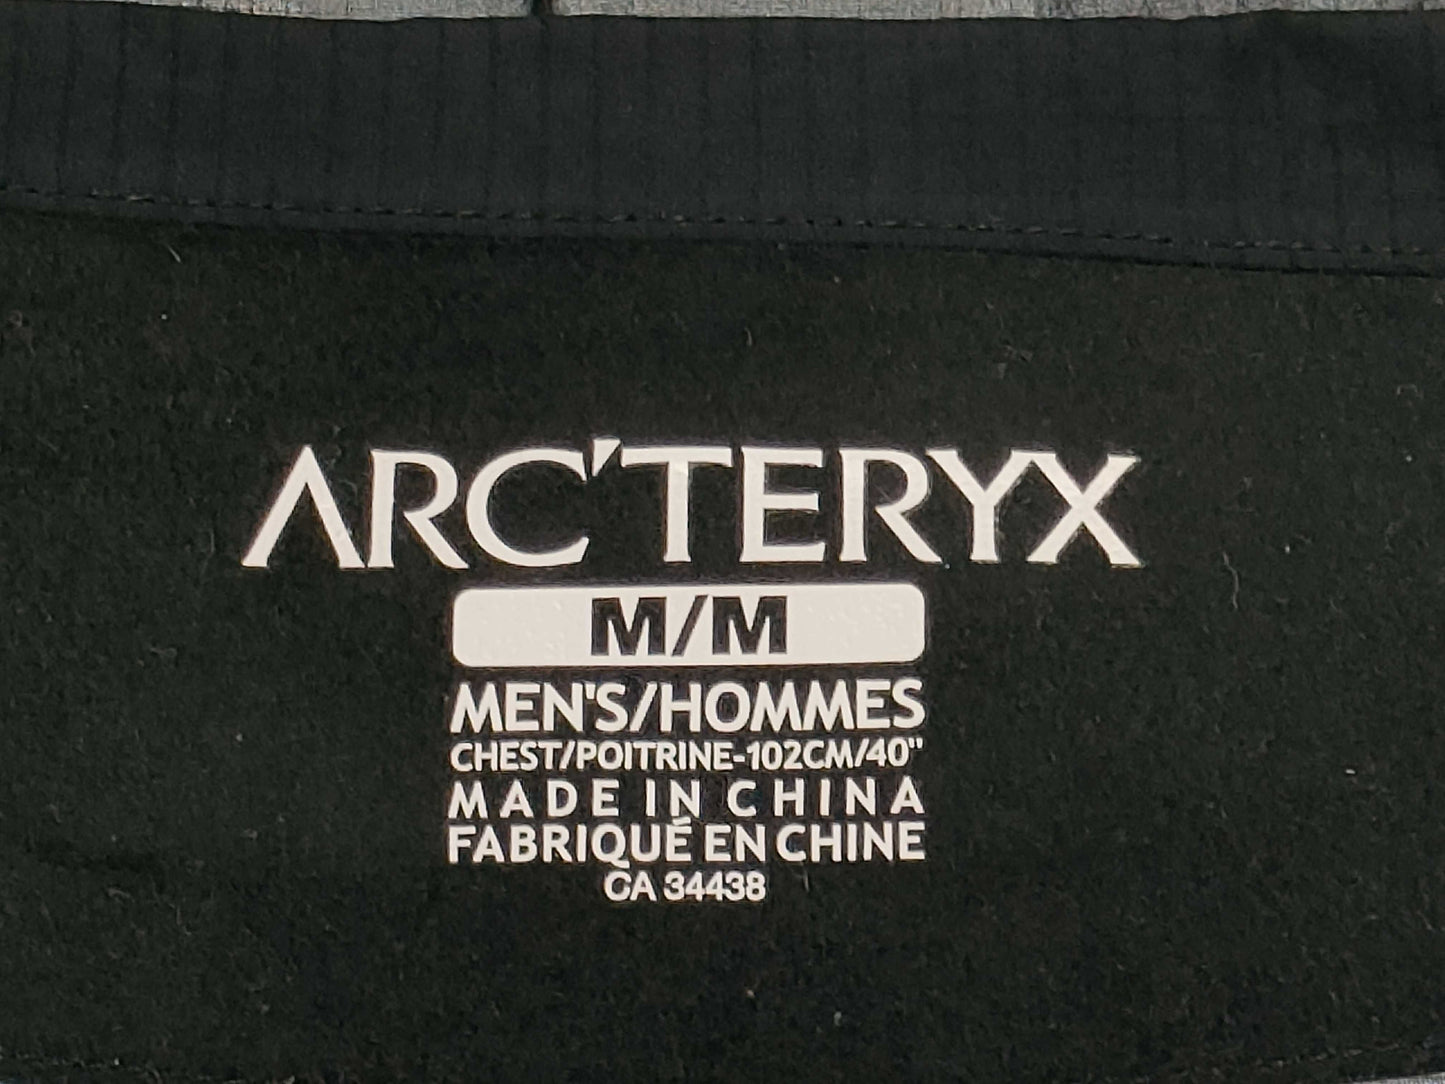 ARC'TERYX
M/M
MEN'S/HOMMES
CHEST/POITRINE-102CM/40"
MADE IN CHINA
FABRIQUÉ EN CHINE
CA 34438